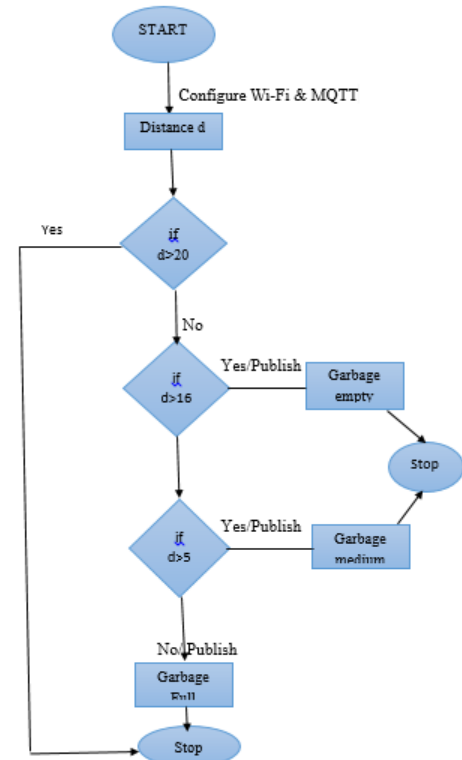 START
Configure Wi-Fi & MQTT
Distance d
Yes
if
d>20
No
Yes/Publish
if
d>16
Garbage
empty
Stop
Yes/Publish
if
d>5
Garbage
medium
No/Publish
Garbage
Full
Stop